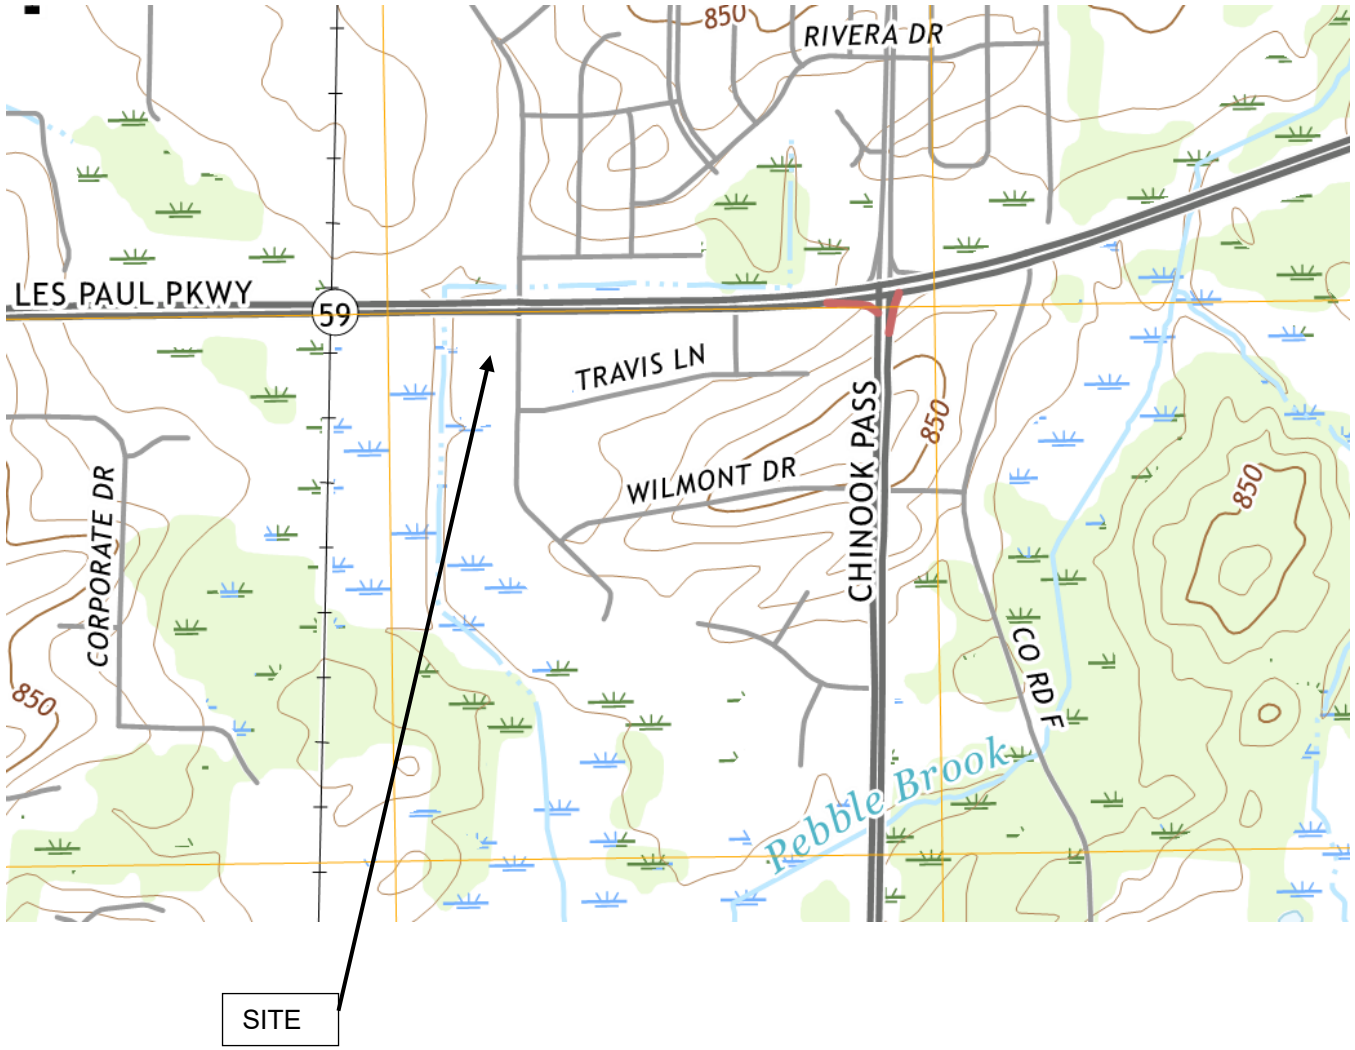 850
RIVERA DR
LES PAUL PKWY
59
TRAVIS LN
CHINOOK PASS
850
WILMONT DR
850
CORPORATE DR
CO RD F
850
Pebble Brook
SITE